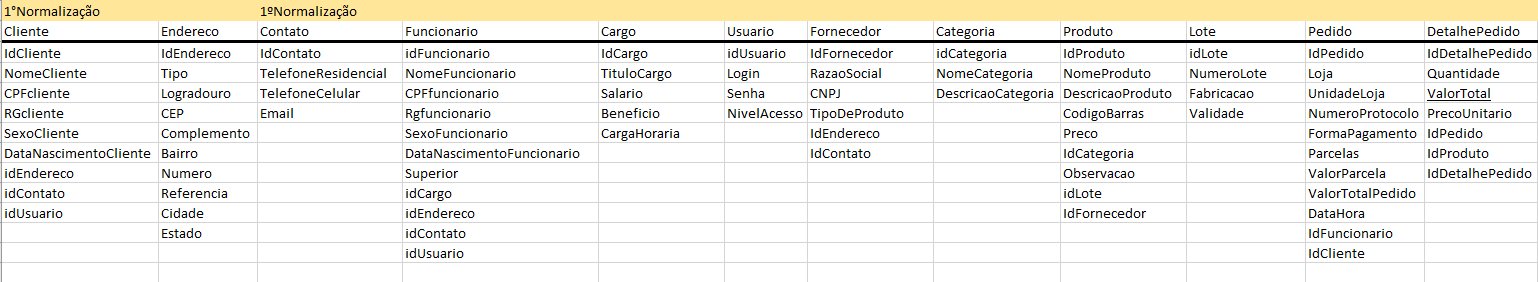 1°Normalização 1ºNormalização
Cliente Endereco Contato Funcionario Cargo Usuario Fornecedor Categoria Produto Lote Pedido DetalhePedido
IdCliente IdEndereco IdContato idFuncionario IdCargo idUsuario IdFornecedor idCategoria IdProduto idLote IdPedido IdDetalhePedido
NomeCliente Tipo TelefoneResidencial NomeFuncionario TituloCargo Login RazaoSocial NomeCategoria NomeProduto NumeroLote Loja Quantidade
CPFcliente Logradouro TelefoneCelular CPFfuncionario Salario Senha CNPJ DescricaoCategoria DescricaoProduto Fabricacao UnidadeLoja ValorTotal
RGcliente CEP Email Rgfuncionario Beneficio NivelAcesso TipoDeProduto CodigoBarras Validade NumeroProtocolo PrecoUnitario
SexoCliente Complemento SexoFuncionario CargaHoraria IdEndereco Preco FormaPagamento IdPedido
DataNascimentoCliente Bairro DataNascimentoFuncionario IdContato IdCategoria Parcelas IdProduto
idEndereco Numero Superior Observacao ValorParcela IdDetalhePedido
idContato Referencia idCargo idLote ValorTotalPedido
idUsuario Cidade idEndereco IdFornecedor DataHora
Estado idContato IdFuncionario
idUsuario IdCliente